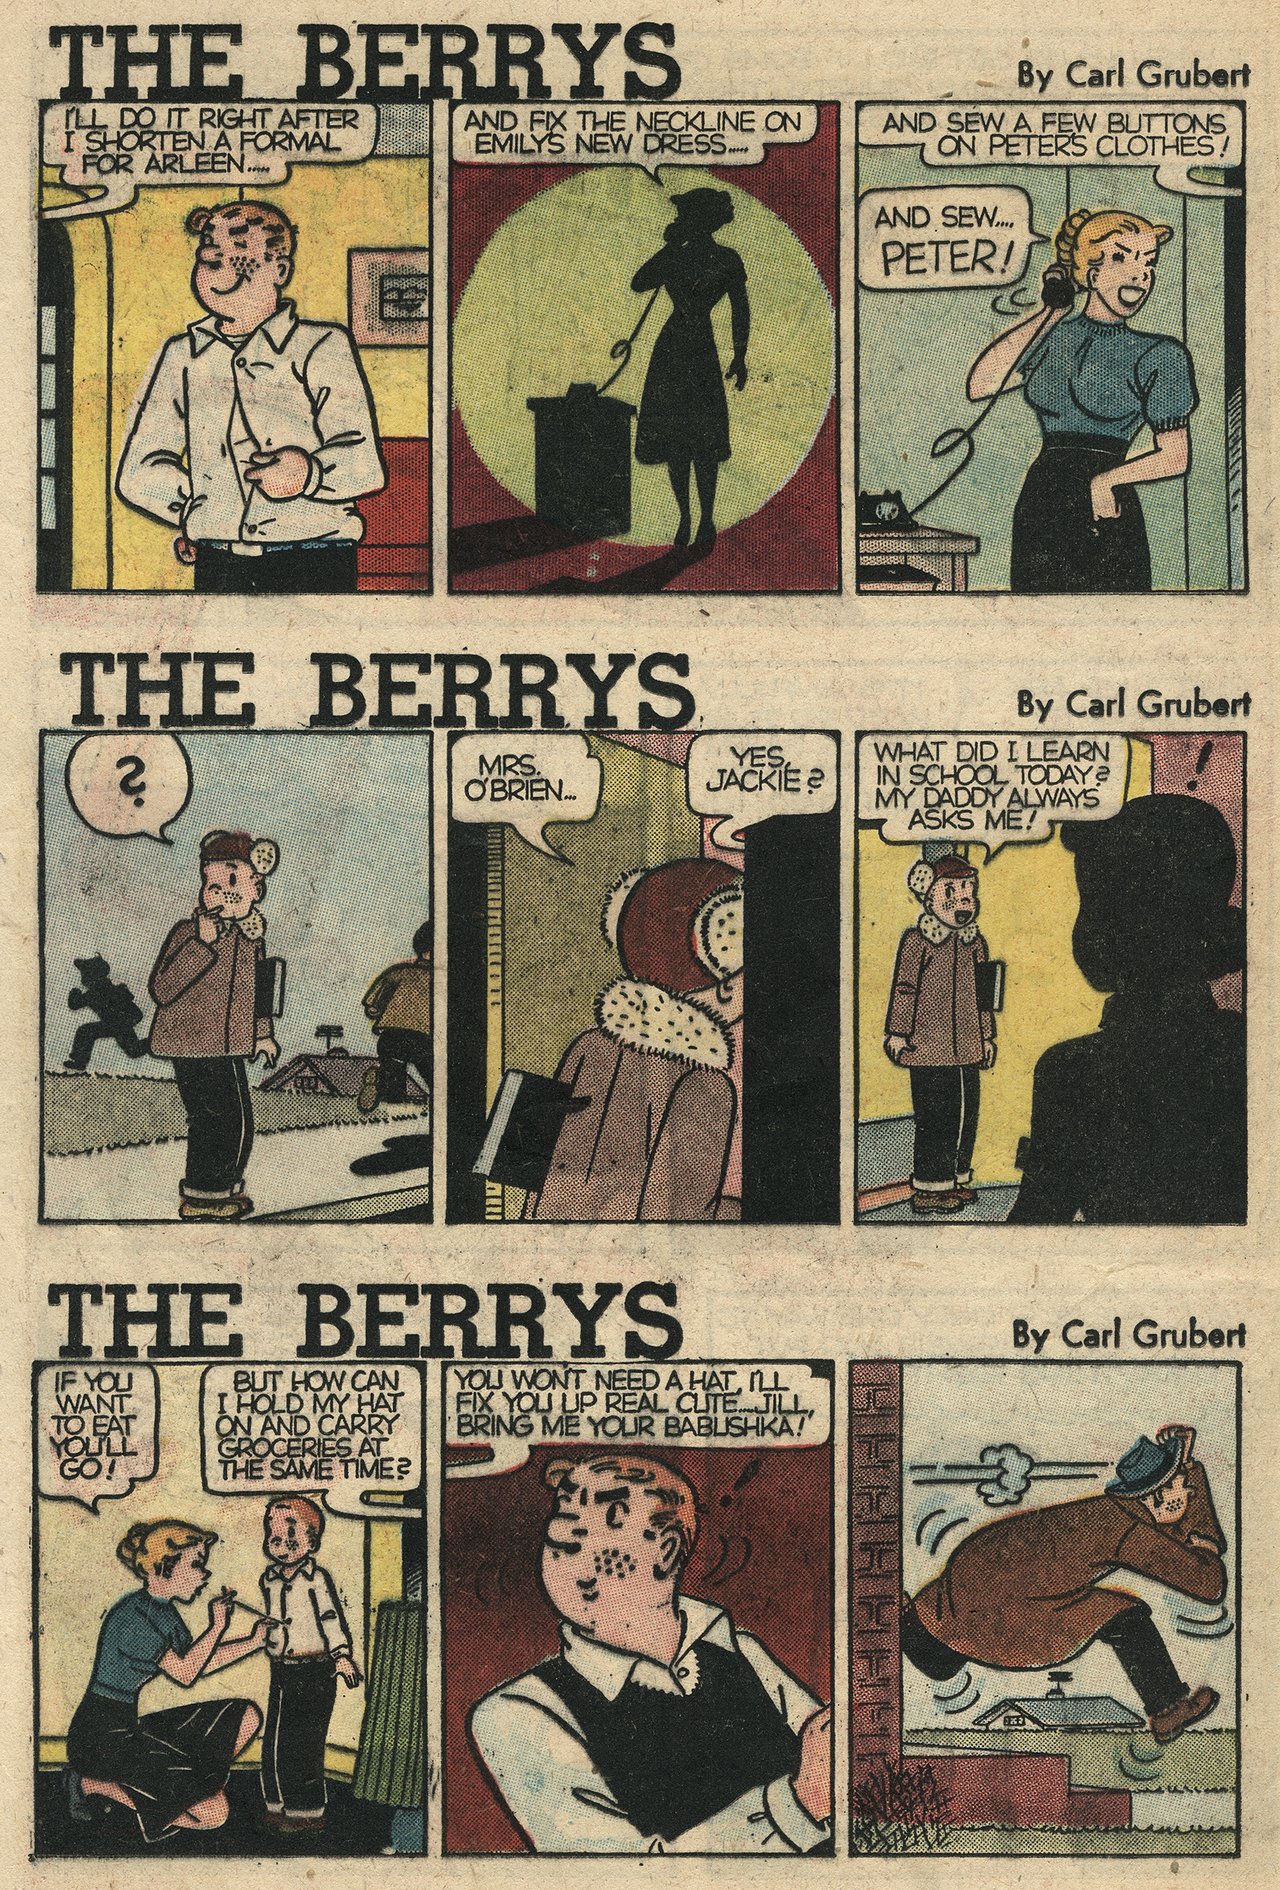 THE BERRYS
By Carl Grubert
I'LL DO IT RIGHT AFTER
I SHORTEN A FORMAL
FOR ARLEEN.....
AND FIX THE NECKLINE ON
EMILY'S NEW DRESS.....
AND SEW A FEW BUTTONS
ON PETER'S CLOTHES!
AND SEW....
PETER!
THE BERRYS
By Carl Grubert
?
MRS.
O'BRIEN...
YES,
JACKIE?
WHAT DID I LEARN
IN SCHOOL TODAY?
MY DADDY ALWAYS
ASKS ME!
!
THE BERRYS
By Carl Grubert
IF YOU
WANT
TO EAT
YOU'LL
GO!
BUT HOW CAN
I HOLD MY HAT
ON AND CARRY
GROCERIES AT
THE SAME TIME?
YOU WON'T NEED A HAT, I'LL
FIX YOU UP REAL CUTE....JILL,
BRING ME YOUR BABUSHKA!
!